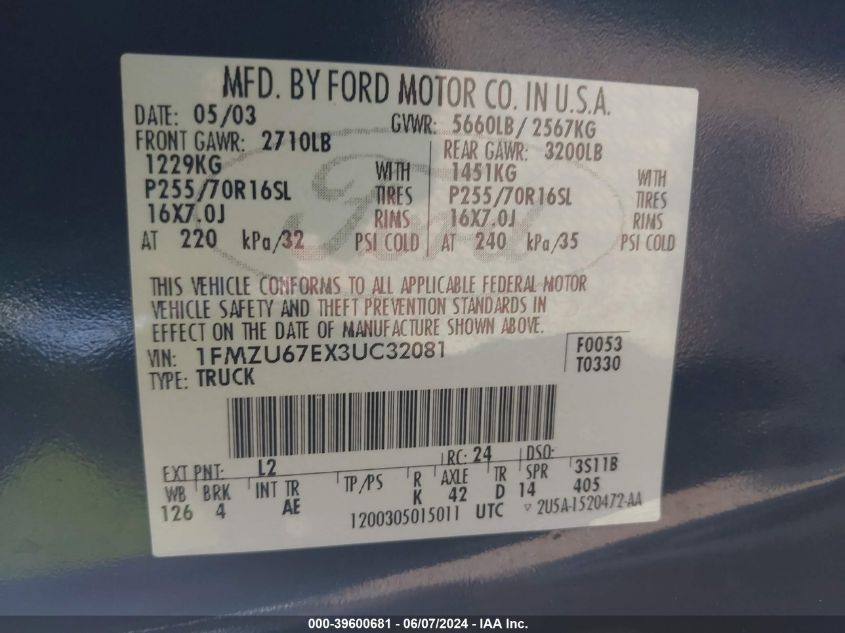 MFD. BY FORD MOTOR CO. IN U.S.A.
DATE: 05/03 GVWR: 5660LB/ 2567KG
FRONT GAWR: 2710LB REAR GAWR: 3200LB
1229KG WITH 1451KG WITH
P255/70R16SL TIRES P255/70R16SL TIRES
16X7.0J RIMS 16X7.0J RIMS
AT 220 kPa/32 PSI COLD AT 240 kPa/35 PSI COLD
Ford
THIS VEHICLE CONFORMS TO ALL APPLICABLE FEDERAL MOTOR
VEHICLE SAFETY AND THEFT PREVENTION STANDARDS IN
EFFECT ON THE DATE OF MANUFACTURE SHOWN ABOVE.
VIN: 1FMZU67EX3UC32081 F0053
TYPE: TRUCK T0330
EXT PNT: L2 RC: 24 DSO:
WB BRK INT TR TP/PS R AXLE TR SPR 3S11B
126 4 AE K 42 D 14 405
1200305015011 UTC ▿ 2U5A-1520472-AA
000-39600681 - 06/07/2024 - IAA Inc.